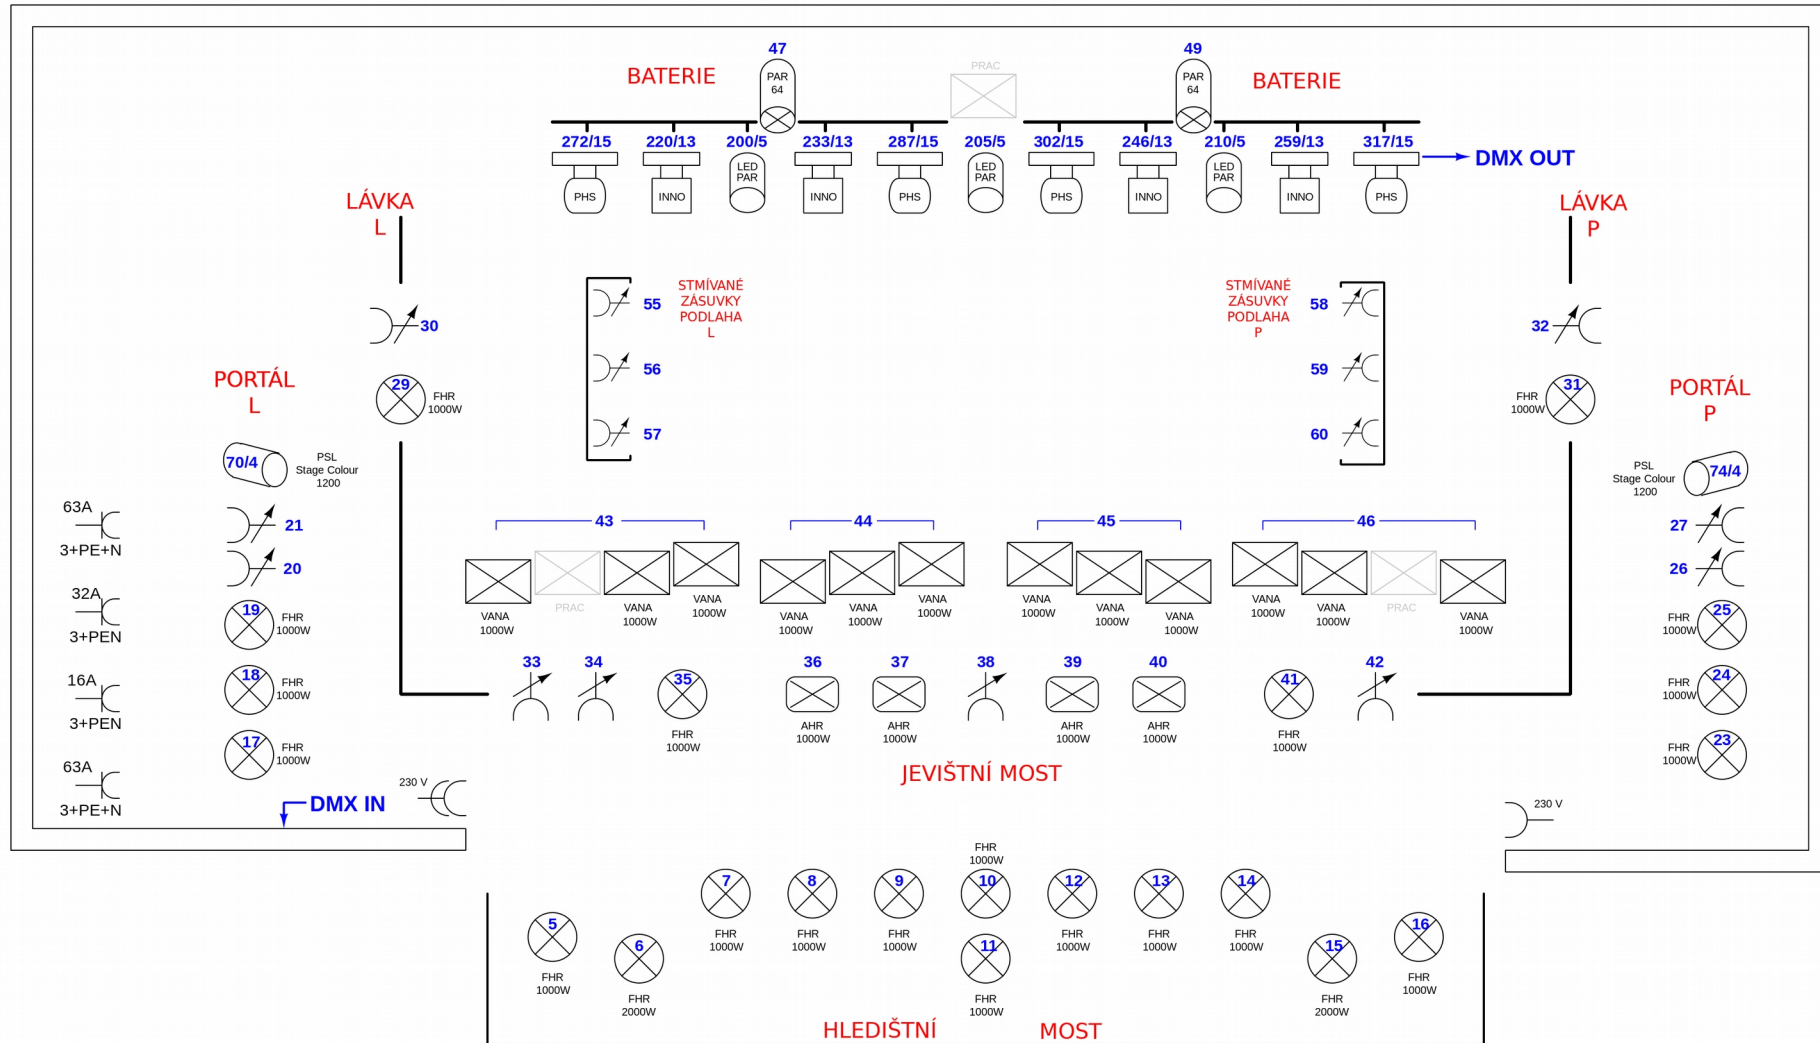 47
49
BATERIE
PAR
64
PRAC
PAR
64
BATERIE
272/15
220/13
200/5
233/13
287/15
205/5
302/15
246/13
210/5
259/13
317/15
DMX OUT
PHS
INNO
LED
PAR
INNO
PHS
LED
PAR
PHS
INNO
LED
PAR
INNO
PHS
LÁVKA
L
LÁVKA
P
30
55
56
57
STMÍVANÉ
ZÁSUVKY
PODLAHA
L
STMÍVANÉ
ZÁSUVKY
PODLAHA
P
58
59
60
32
29
FHR
1000W
31
FHR
1000W
PORTÁL
L
PORTÁL
P
70/4
PSL
Stage Colour
1200
PSL
Stage Colour
1200
74/4
63A
3+PE+N
32A
3+PEN
16A
3+PEN
63A
3+PE+N
21
20
19
FHR
1000W
18
FHR
1000W
17
FHR
1000W
27
26
25
FHR
1000W
24
FHR
1000W
23
FHR
1000W
43
44
45
46
VANA
1000W
PRAC
VANA
1000W
VANA
1000W
VANA
1000W
VANA
1000W
VANA
1000W
VANA
1000W
VANA
1000W
VANA
1000W
VANA
1000W
VANA
1000W
PRAC
VANA
1000W
33
34
35
FHR
1000W
36
AHR
1000W
37
AHR
1000W
38
39
AHR
1000W
40
AHR
1000W
41
FHR
1000W
42
JEVIŠTNÍ MOST
230 V
DMX IN
230 V
5
FHR
1000W
6
FHR
2000W
7
FHR
1000W
8
FHR
1000W
9
FHR
1000W
FHR
1000W
10
11
FHR
1000W
12
FHR
1000W
13
FHR
1000W
14
FHR
1000W
15
FHR
2000W
16
FHR
1000W
HLEDIŠTNÍ MOST